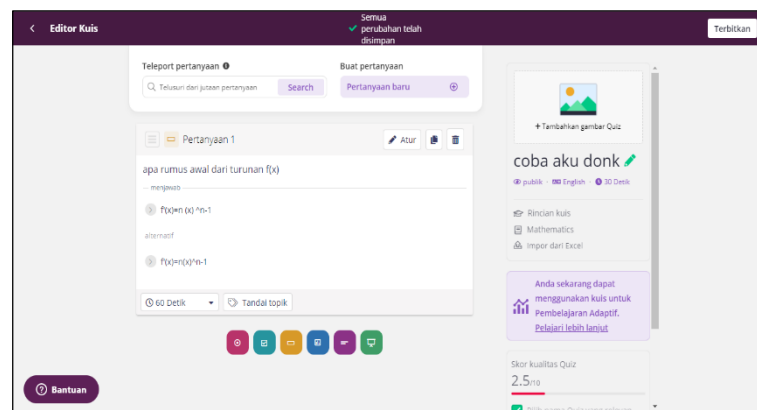 Editor Kuis
Semua
perubahan telah
disimpan
Terbitkan
Teleport pertanyaan
Telusuri dari jutaan pertanyaan
Search
Buat pertanyaan
Pertanyaan baru
Pertanyaan 1
Atur
apa rumus awal dari turunan f(x)
menjawab
f'(x)=n (x) ^n-1
alternatif
f'(x)=n(x)^n-1
60 Detik
Tandai topik
Bantuan
+ Tambahkan gambar Quiz
coba aku donk
publik
English
30 Detik
Rincian kuis
Mathematics
Impor dari Excel
Anda sekarang dapat
menggunakan kuis untuk
Pembelajaran Adaptif.
Pelajari lebih lanjut
Skor kualitas Quiz
2.5/10